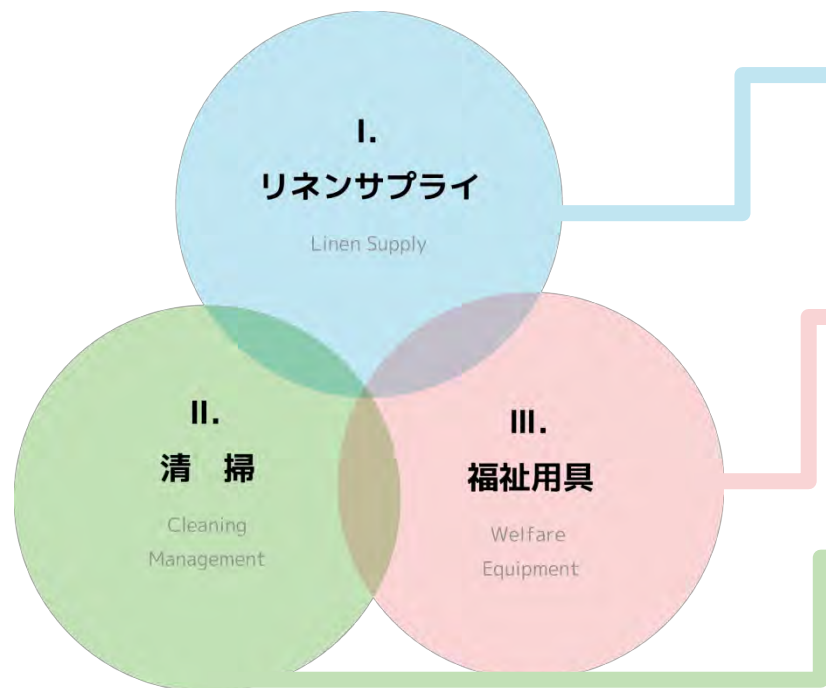 I.
リネンサプライ
Linen Supply
II.
清　掃
Cleaning
Management
III.
福祉用具
Welfare
Equipment